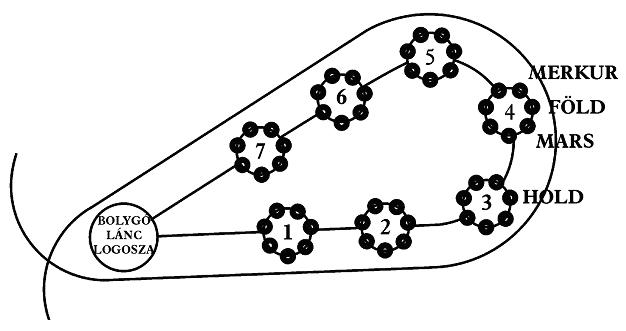 5
MERKUR
6
4
FÖLD
7
MARS
3
HOLD
BOLYGÓ
LÁNC
LOGOSZA
1
2